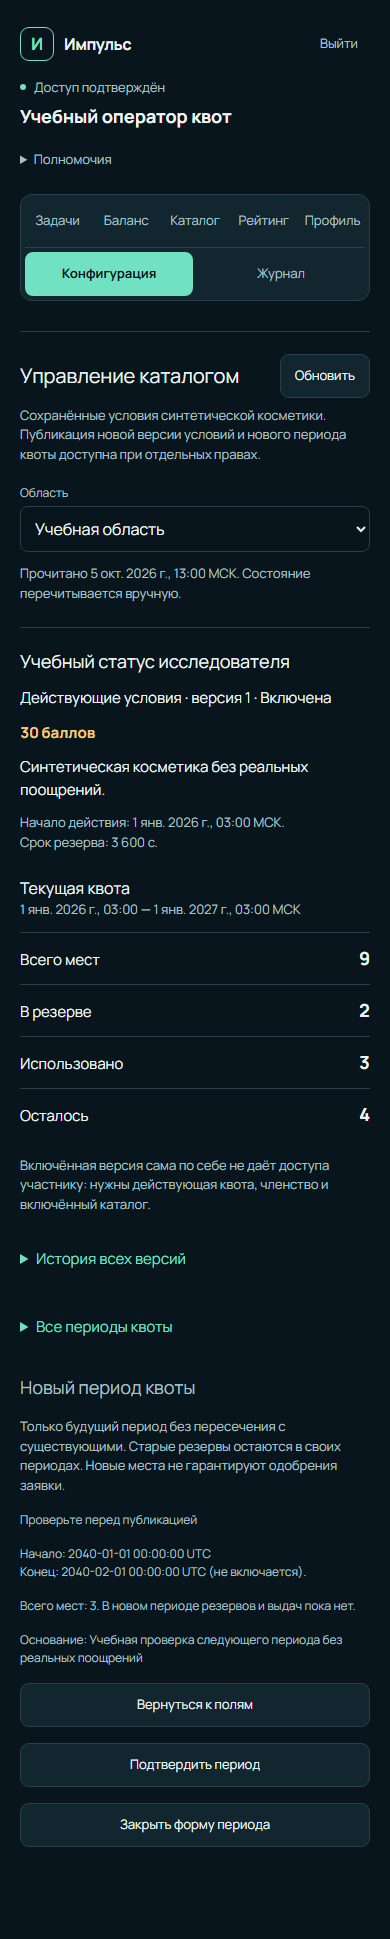 И Импульс Выйти
Доступ подтверждён
Учебный оператор квот
Полномочия
Задачи Баланс Каталог Рейтинг Профиль
Конфигурация Журнал
Управление каталогом Обновить
Сохранённые условия синтетической косметики.
Публикация новой версии условий и нового периода
квоты доступна при отдельных правах.
Область
Учебная область
Прочитано 5 окт. 2026 г., 13:00 МСК. Состояние
перечитывается вручную.
Учебный статус исследователя
Действующие условия · версия 1 · Включена
30 баллов
Синтетическая косметика без реальных
поощрений.
Начало действия: 1 янв. 2026 г., 03:00 МСК.
Срок резерва: 3 600 с.
Текущая квота
1 янв. 2026 г., 03:00 — 1 янв. 2027 г., 03:00 МСК
Всего мест 9
В резерве 2
Использовано 3
Осталось 4
Включённая версия сама по себе не даёт доступа
участнику: нужны действующая квота, членство и
включённый каталог.
История всех версий
Все периоды квоты
Новый период квоты
Только будущий период без пересечения с
существующими. Старые резервы остаются в своих
периодах. Новые места не гарантируют одобрения
заявки.
Проверьте перед публикацией
Начало: 2040-01-01 00:00:00 UTC
Конец: 2040-02-01 00:00:00 UTC (не включается).
Всего мест: 3. В новом периоде резервов и выдач пока нет.
Основание: Учебная проверка следующего периода без
реальных поощрений
Вернуться к полям
Подтвердить период
Закрыть форму периода